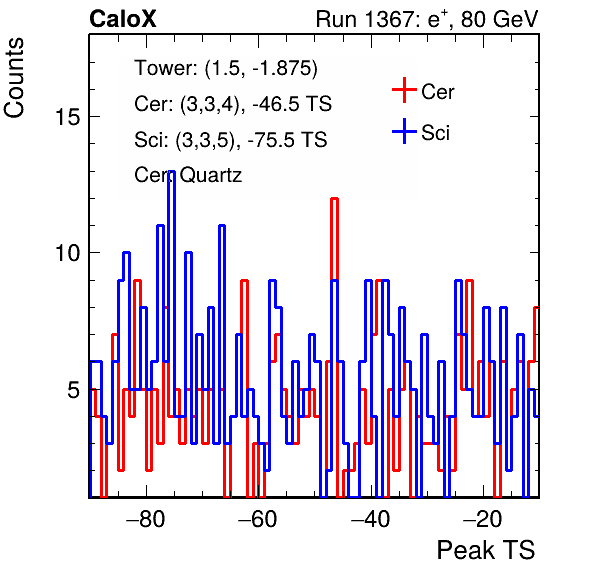 CaloX Run 1367: e+, 80 GeV
Counts
Tower: (1.5, -1.875)
Cer: (3,3,4), -46.5 TS
Sci: (3,3,5), -75.5 TS
Cer: Quartz
Cer
Sci
15
10
5
−80 −60 −40 −20
Peak TS